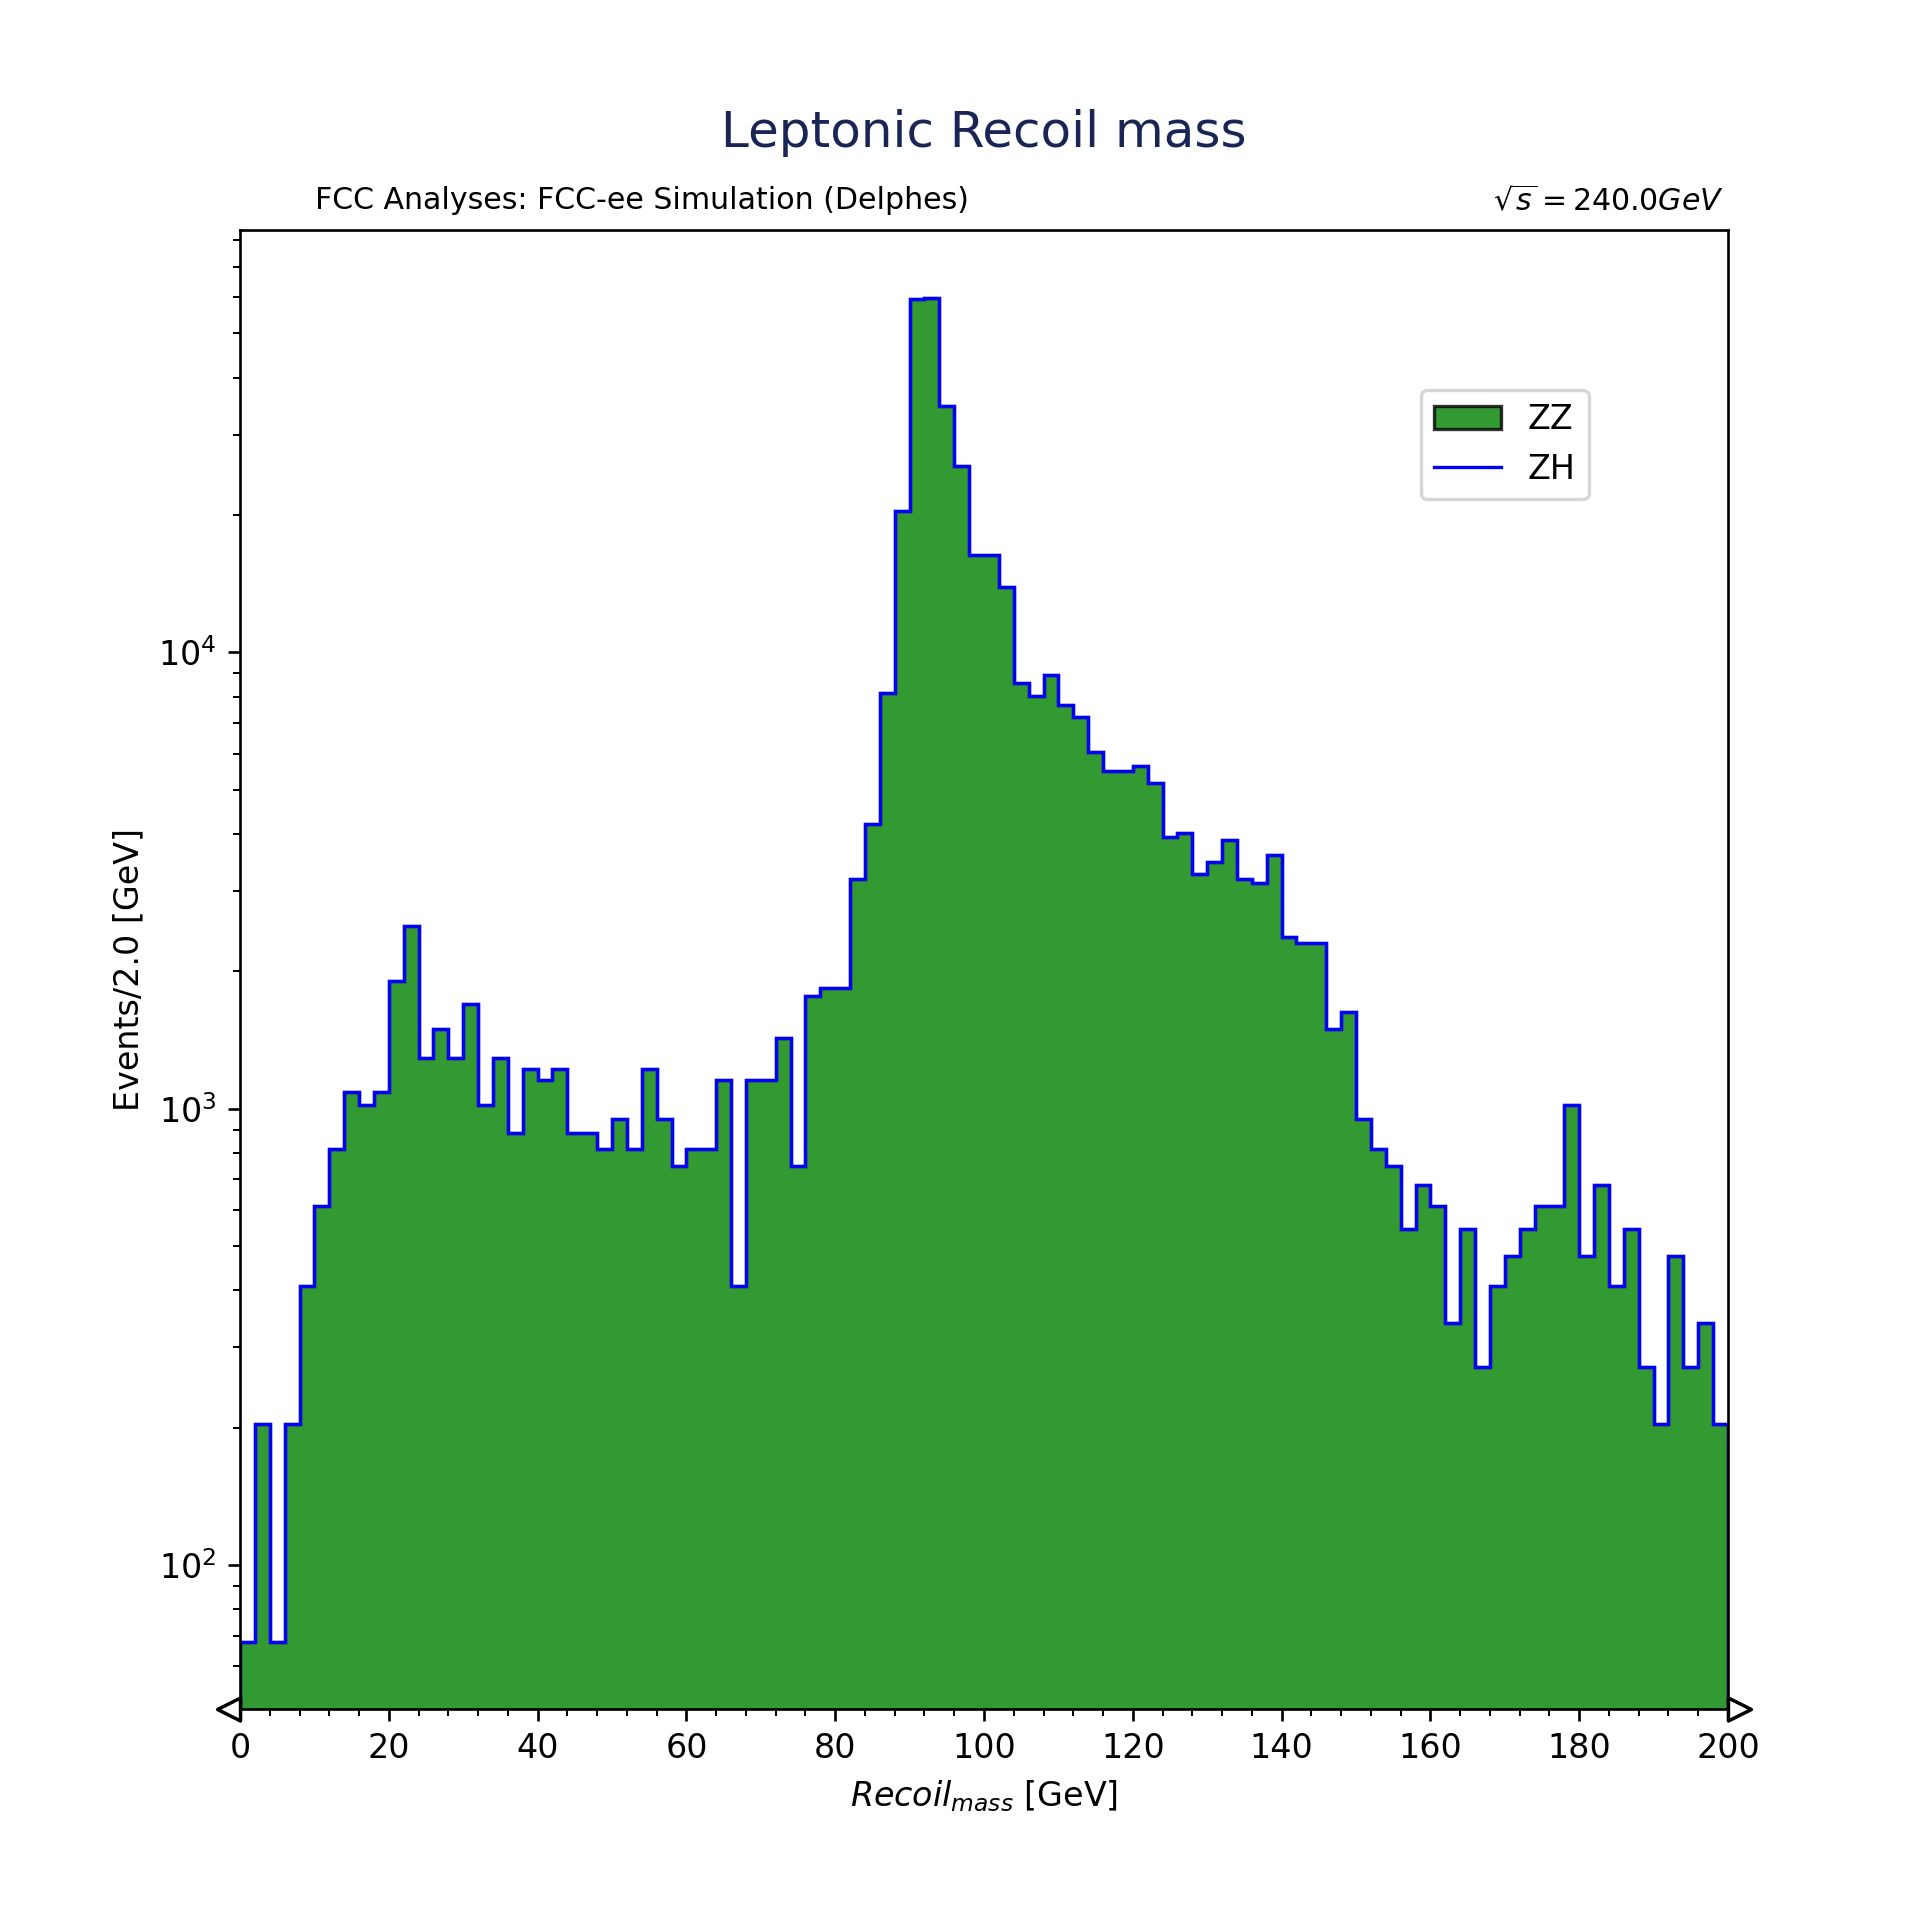 Leptonic Recoil mass
FCC Analyses: FCC-ee Simulation (Delphes)
√s = 240.0GeV
ZZ
ZH
Events/2.0 [GeV]
10⁴
10³
10²
0 20 40 60 80 100 120 140 160 180 200
Recoil_mass [GeV]